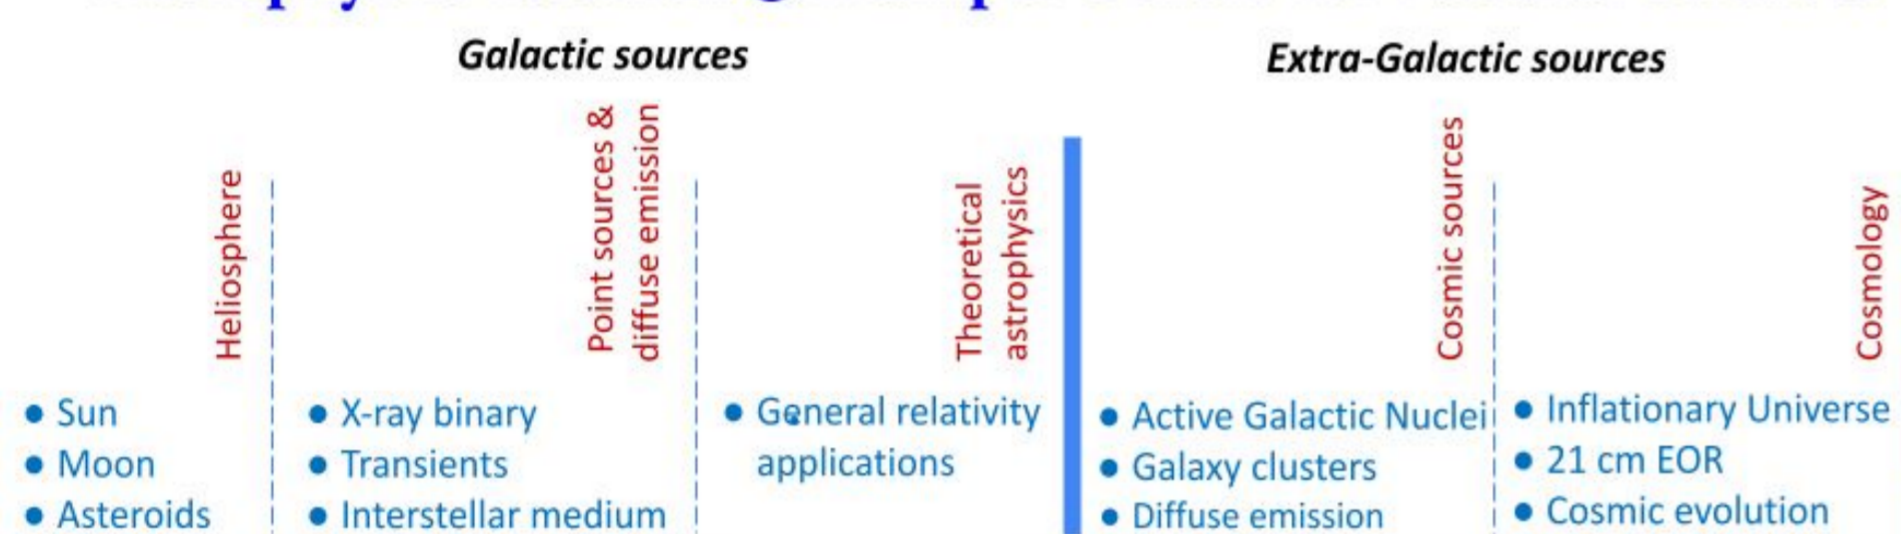 Galactic sources
Extra-Galactic sources
Heliosphere
Point sources &
diffuse emission
Theoretical
astrophysics
Cosmic sources
Cosmology
● Sun
● Moon
● Asteroids
● X-ray binary
● Transients
● Interstellar medium
● General relativity
applications
● Active Galactic Nuclei
● Galaxy clusters
● Diffuse emission
● Inflationary Universe
● 21 cm EOR
● Cosmic evolution